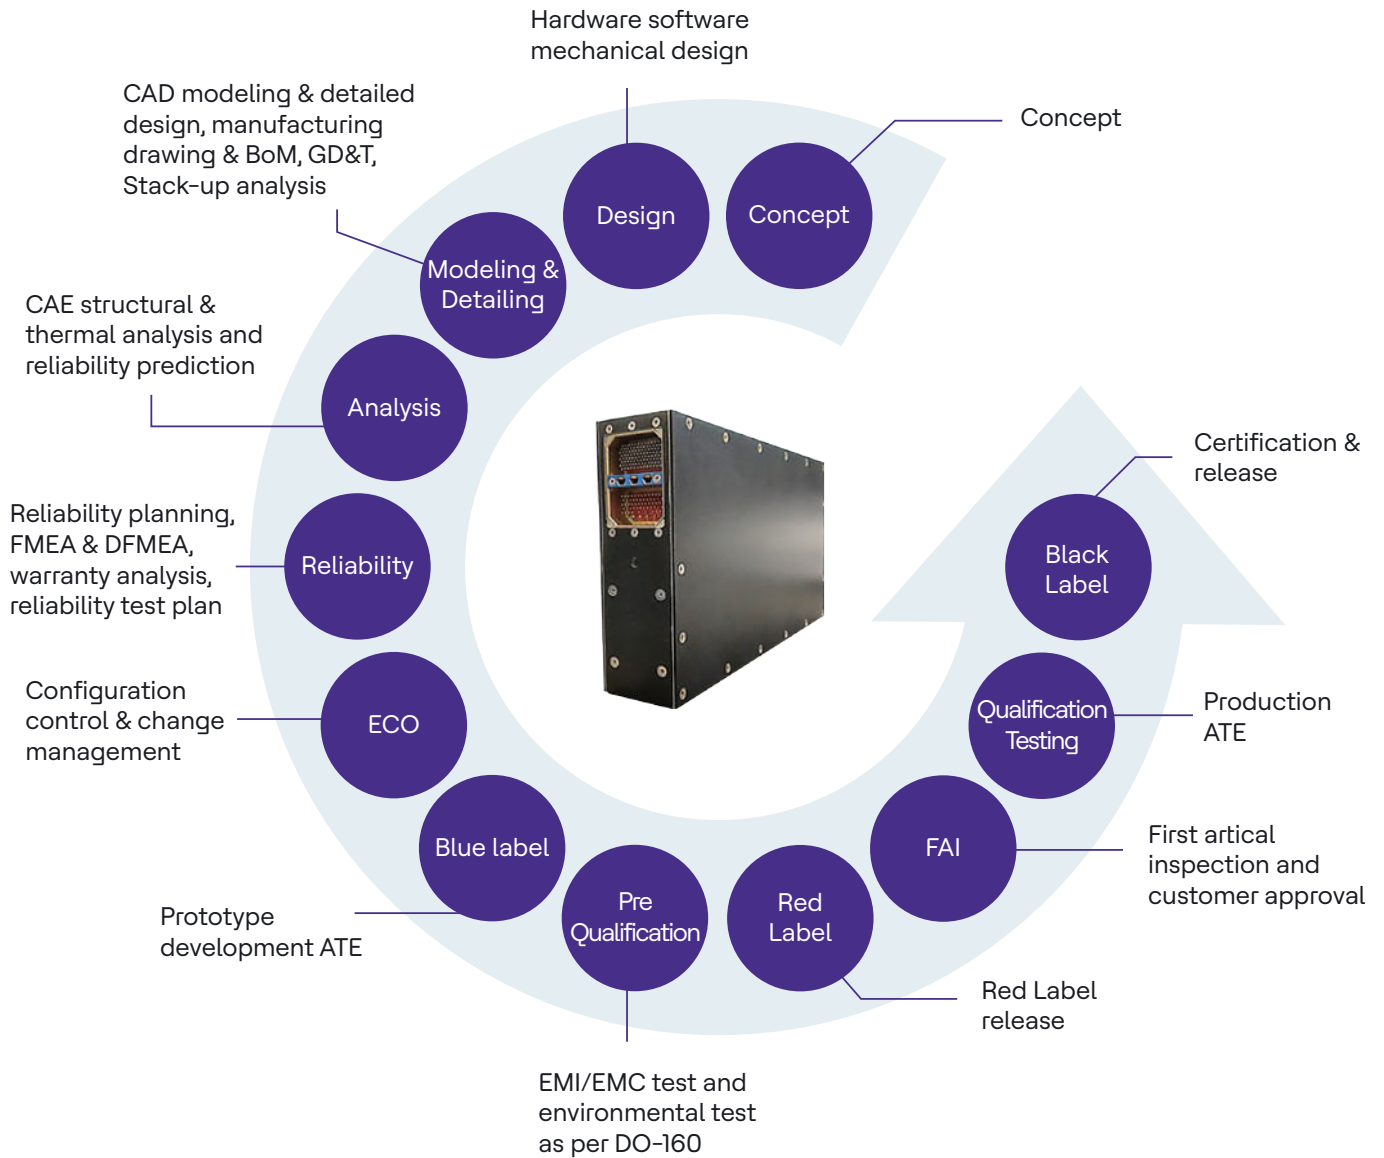 Hardware software
mechanical design
Concept
Concept
Design
CAD modeling & detailed
design, manufacturing
drawing & BoM, GD&T,
Stack-up analysis
Modeling &
Detailing
CAE structural &
thermal analysis and
reliability prediction
Analysis
Reliability planning,
FMEA & DFMEA,
warranty analysis,
reliability test plan
Reliability
Configuration
control & change
management
ECO
Blue label
Prototype
development ATE
Pre
Qualification
EMI/EMC test and
environmental test
as per DO-160
Red
Label
Red Label
release
FAI
First artical
inspection and
customer approval
Qualification
Testing
Production
ATE
Black
Label
Certification &
release